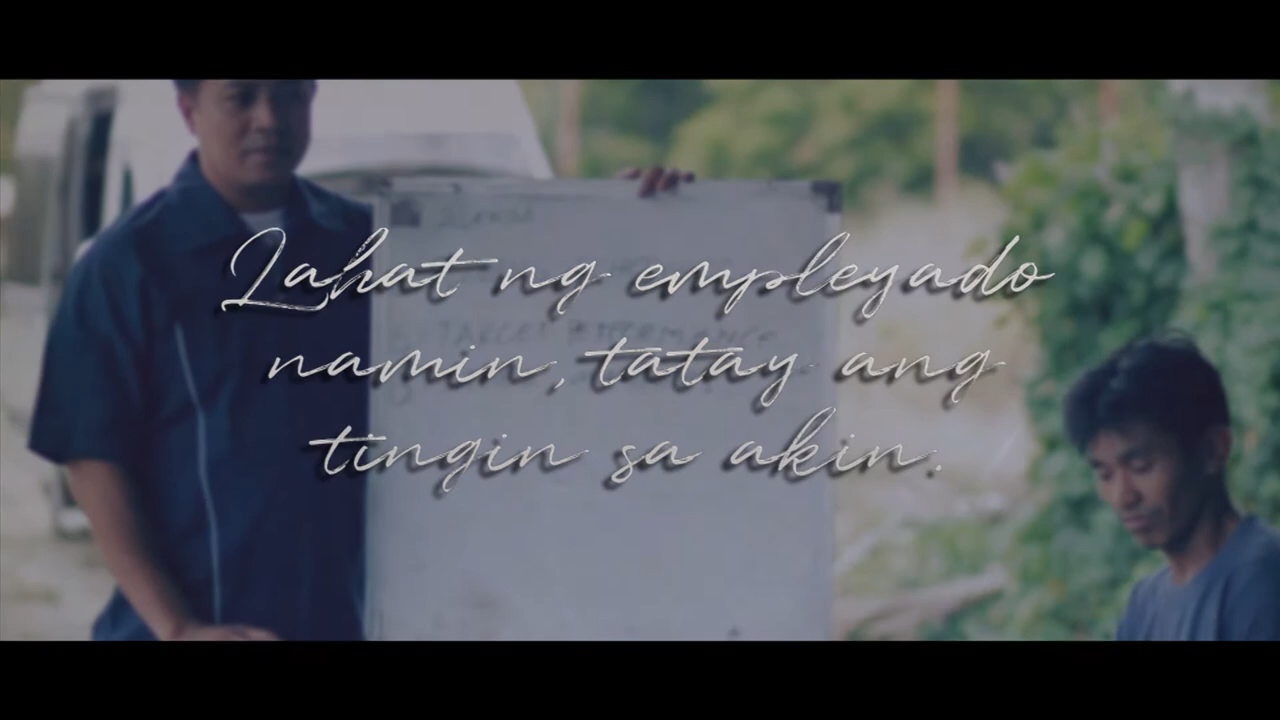 Lahat ng empleyado
namin, tatay ang
tingin sa akin.